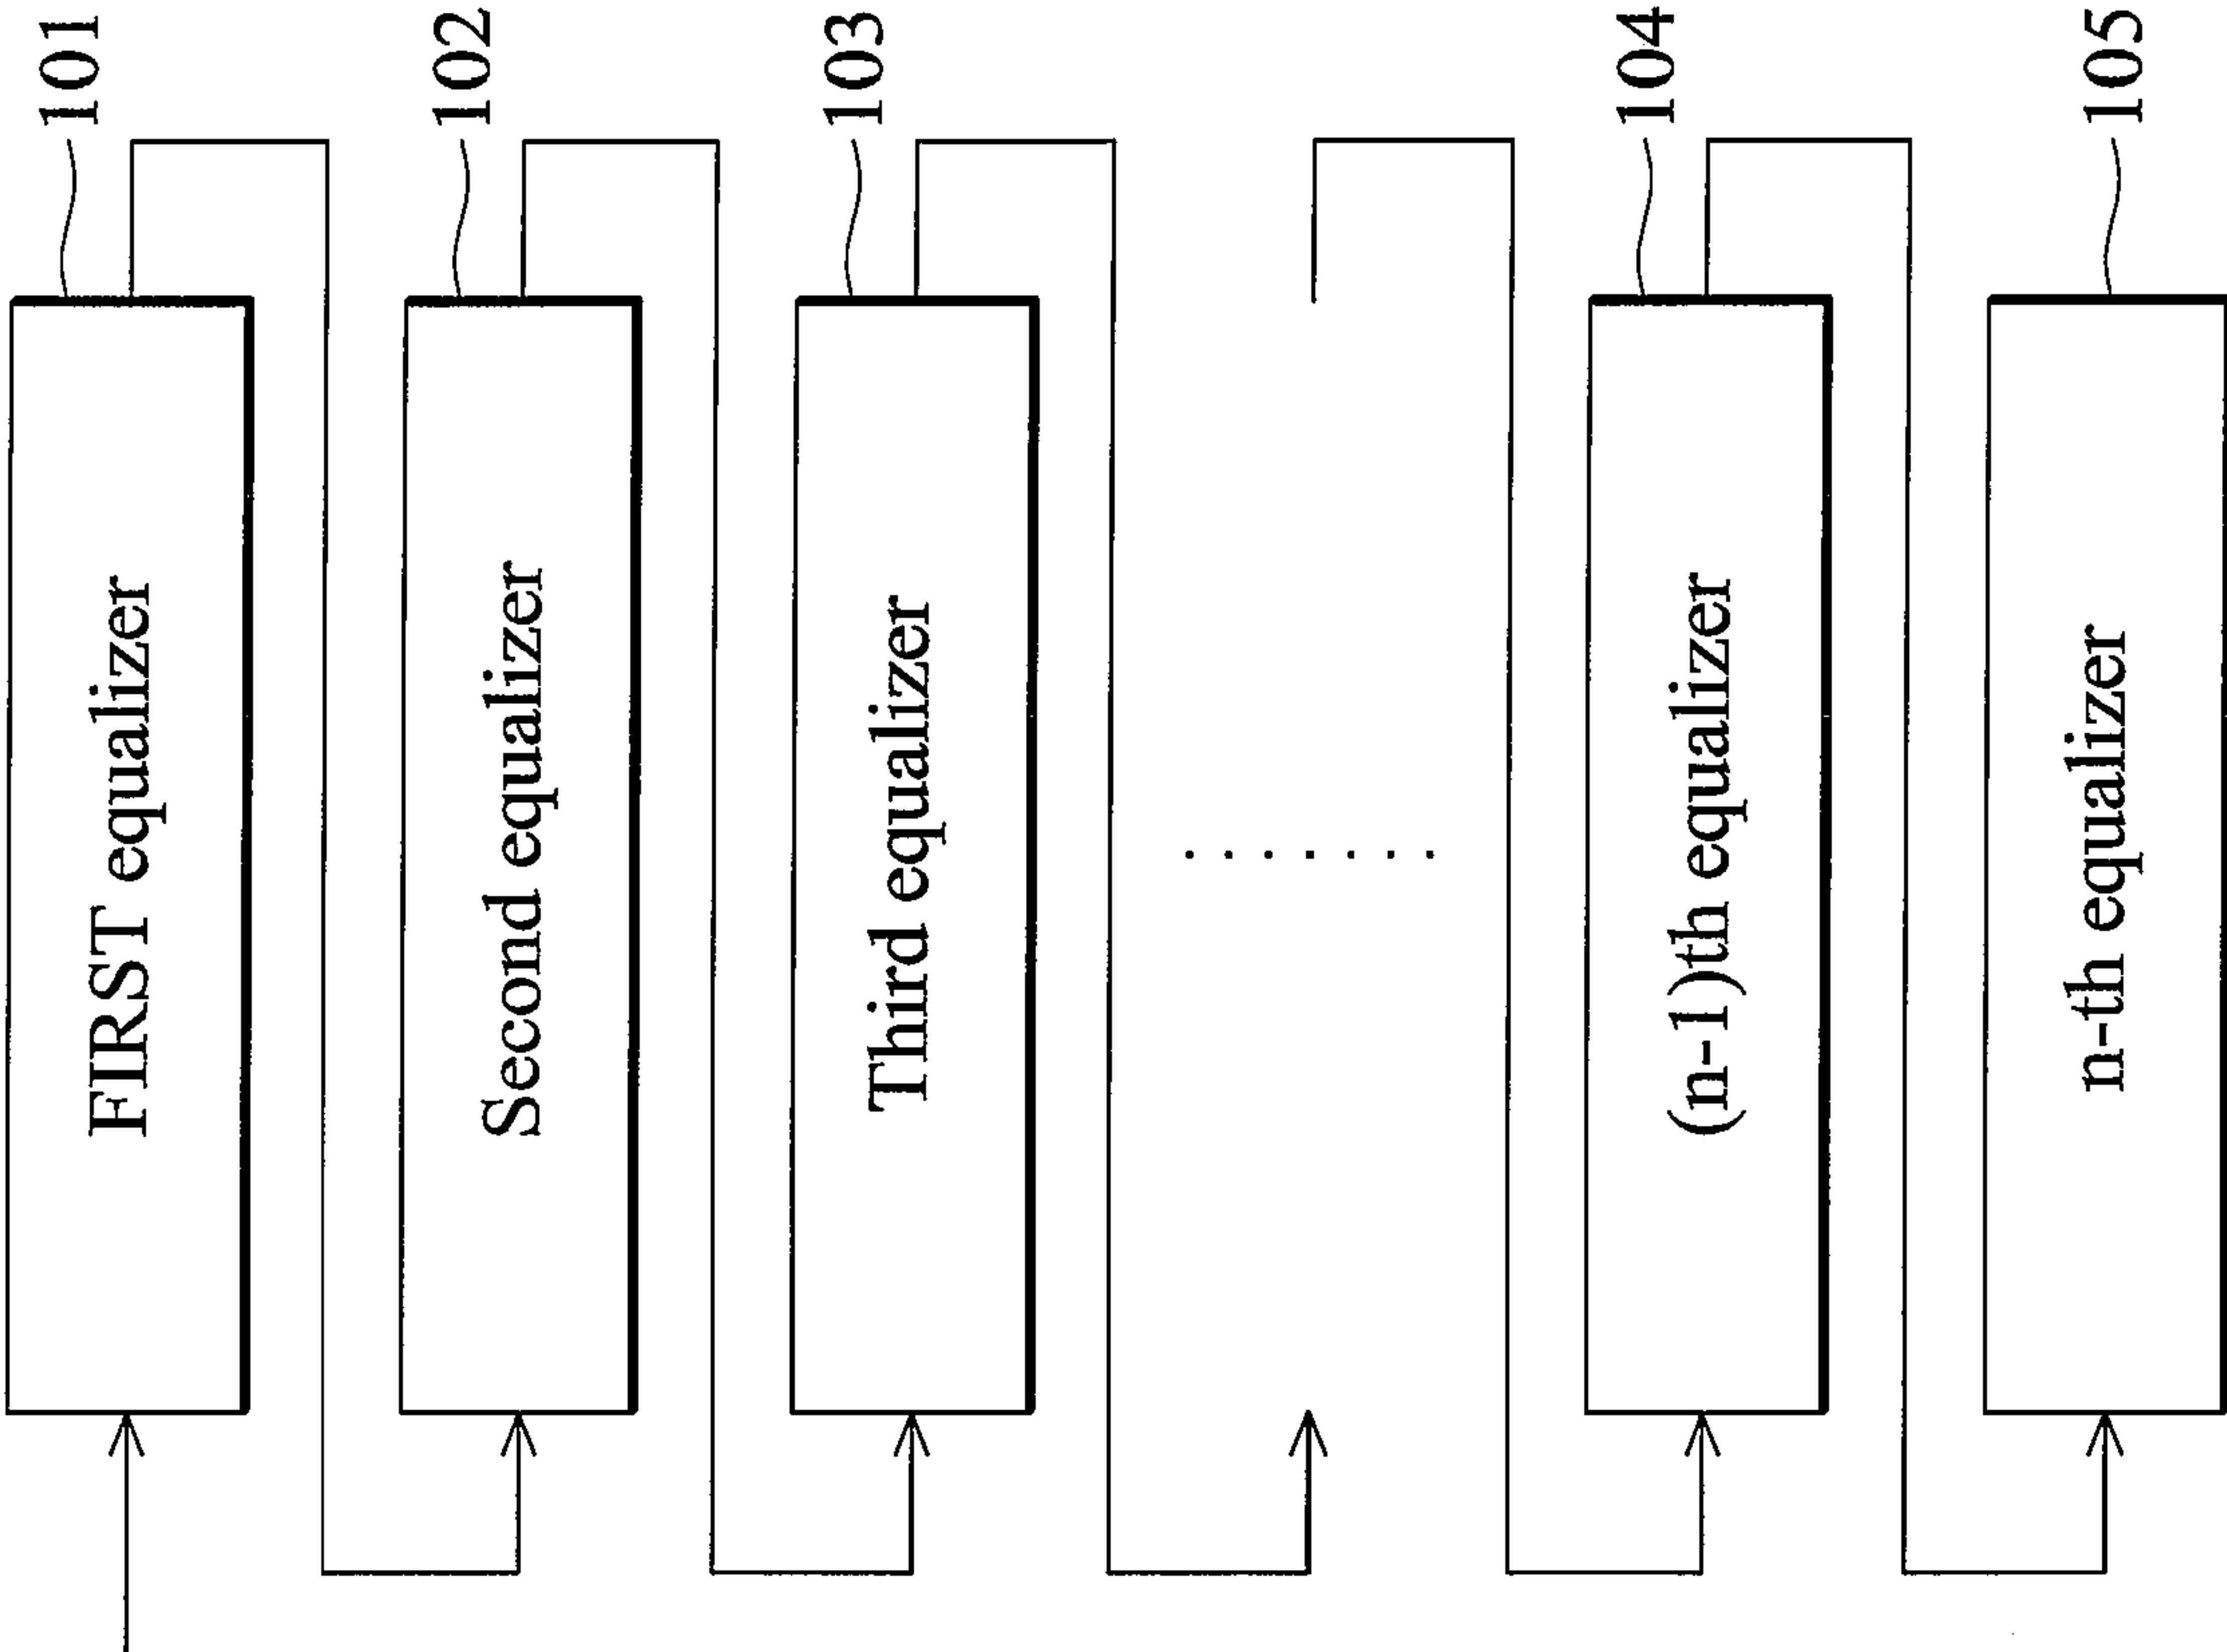 101
FIRST equalizer
102
Second equalizer
103
Third equalizer
.......
104
(n-1)th equalizer
105
n-th equalizer